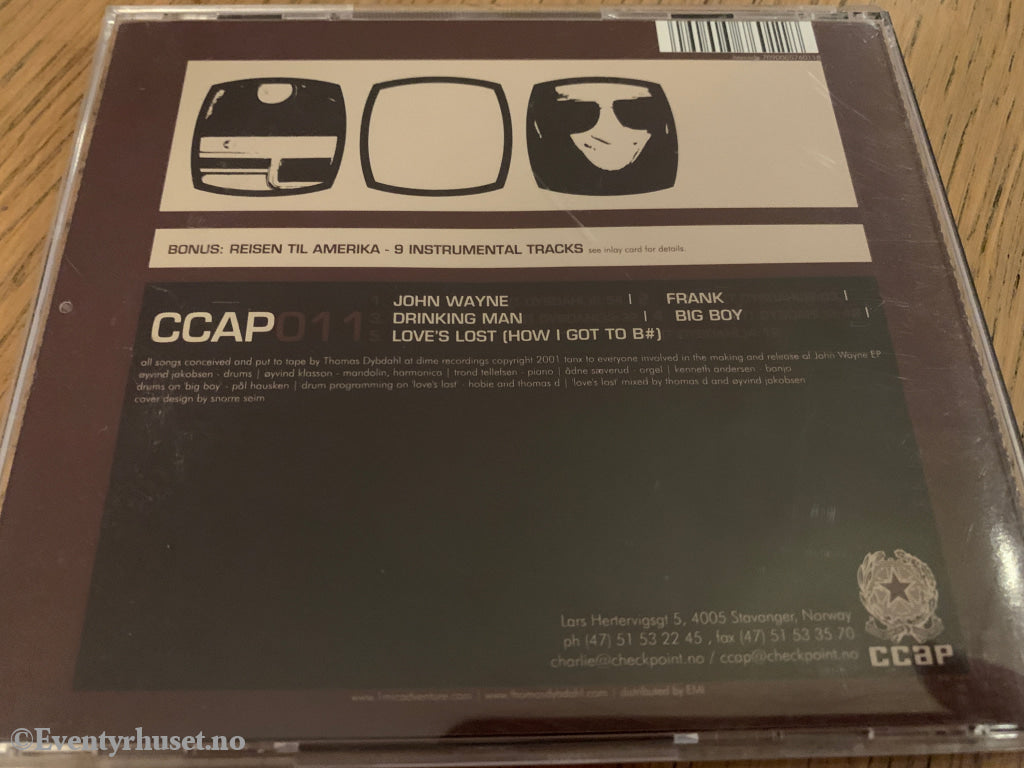 BONUS: REISEN TIL AMERIKA - 9 INSTRUMENTAL TRACKS see inlay card for details.
1 JOHN WAYNE | 2 FRANK |
3 DRINKING MAN | 4 BIG BOY |
CCAP011
5 LOVE'S LOST (HOW I GOT TO B#)
all songs conceived and put to tape by Thomas Dybdahl at dime recordings copyright 2001 tanx to everyone involved in the making and release of John Wayne EP
øyvind jakobsen - drums | øyvind klasson - mandolin, harmonica | trond tellefsen - piano | ådne sæverud - orgel | kenneth andersen - banjo
drums on 'big boy' - pål hausken | drum programming on 'love's lost' - hobie and thomas d | 'love's lost' mixed by thomas d and øyvind jakobsen
cover design by snorre seim
Lars Hertervigsgt 5, 4005 Stavanger, Norway
ph (47) 51 53 22 45 , fax (47) 51 53 35 70
charlie@checkpoint.no / ccap@checkpoint.no
CCAP
www.thomasdybdahl.com | distributed by EMI
©Eventyrhuset.no